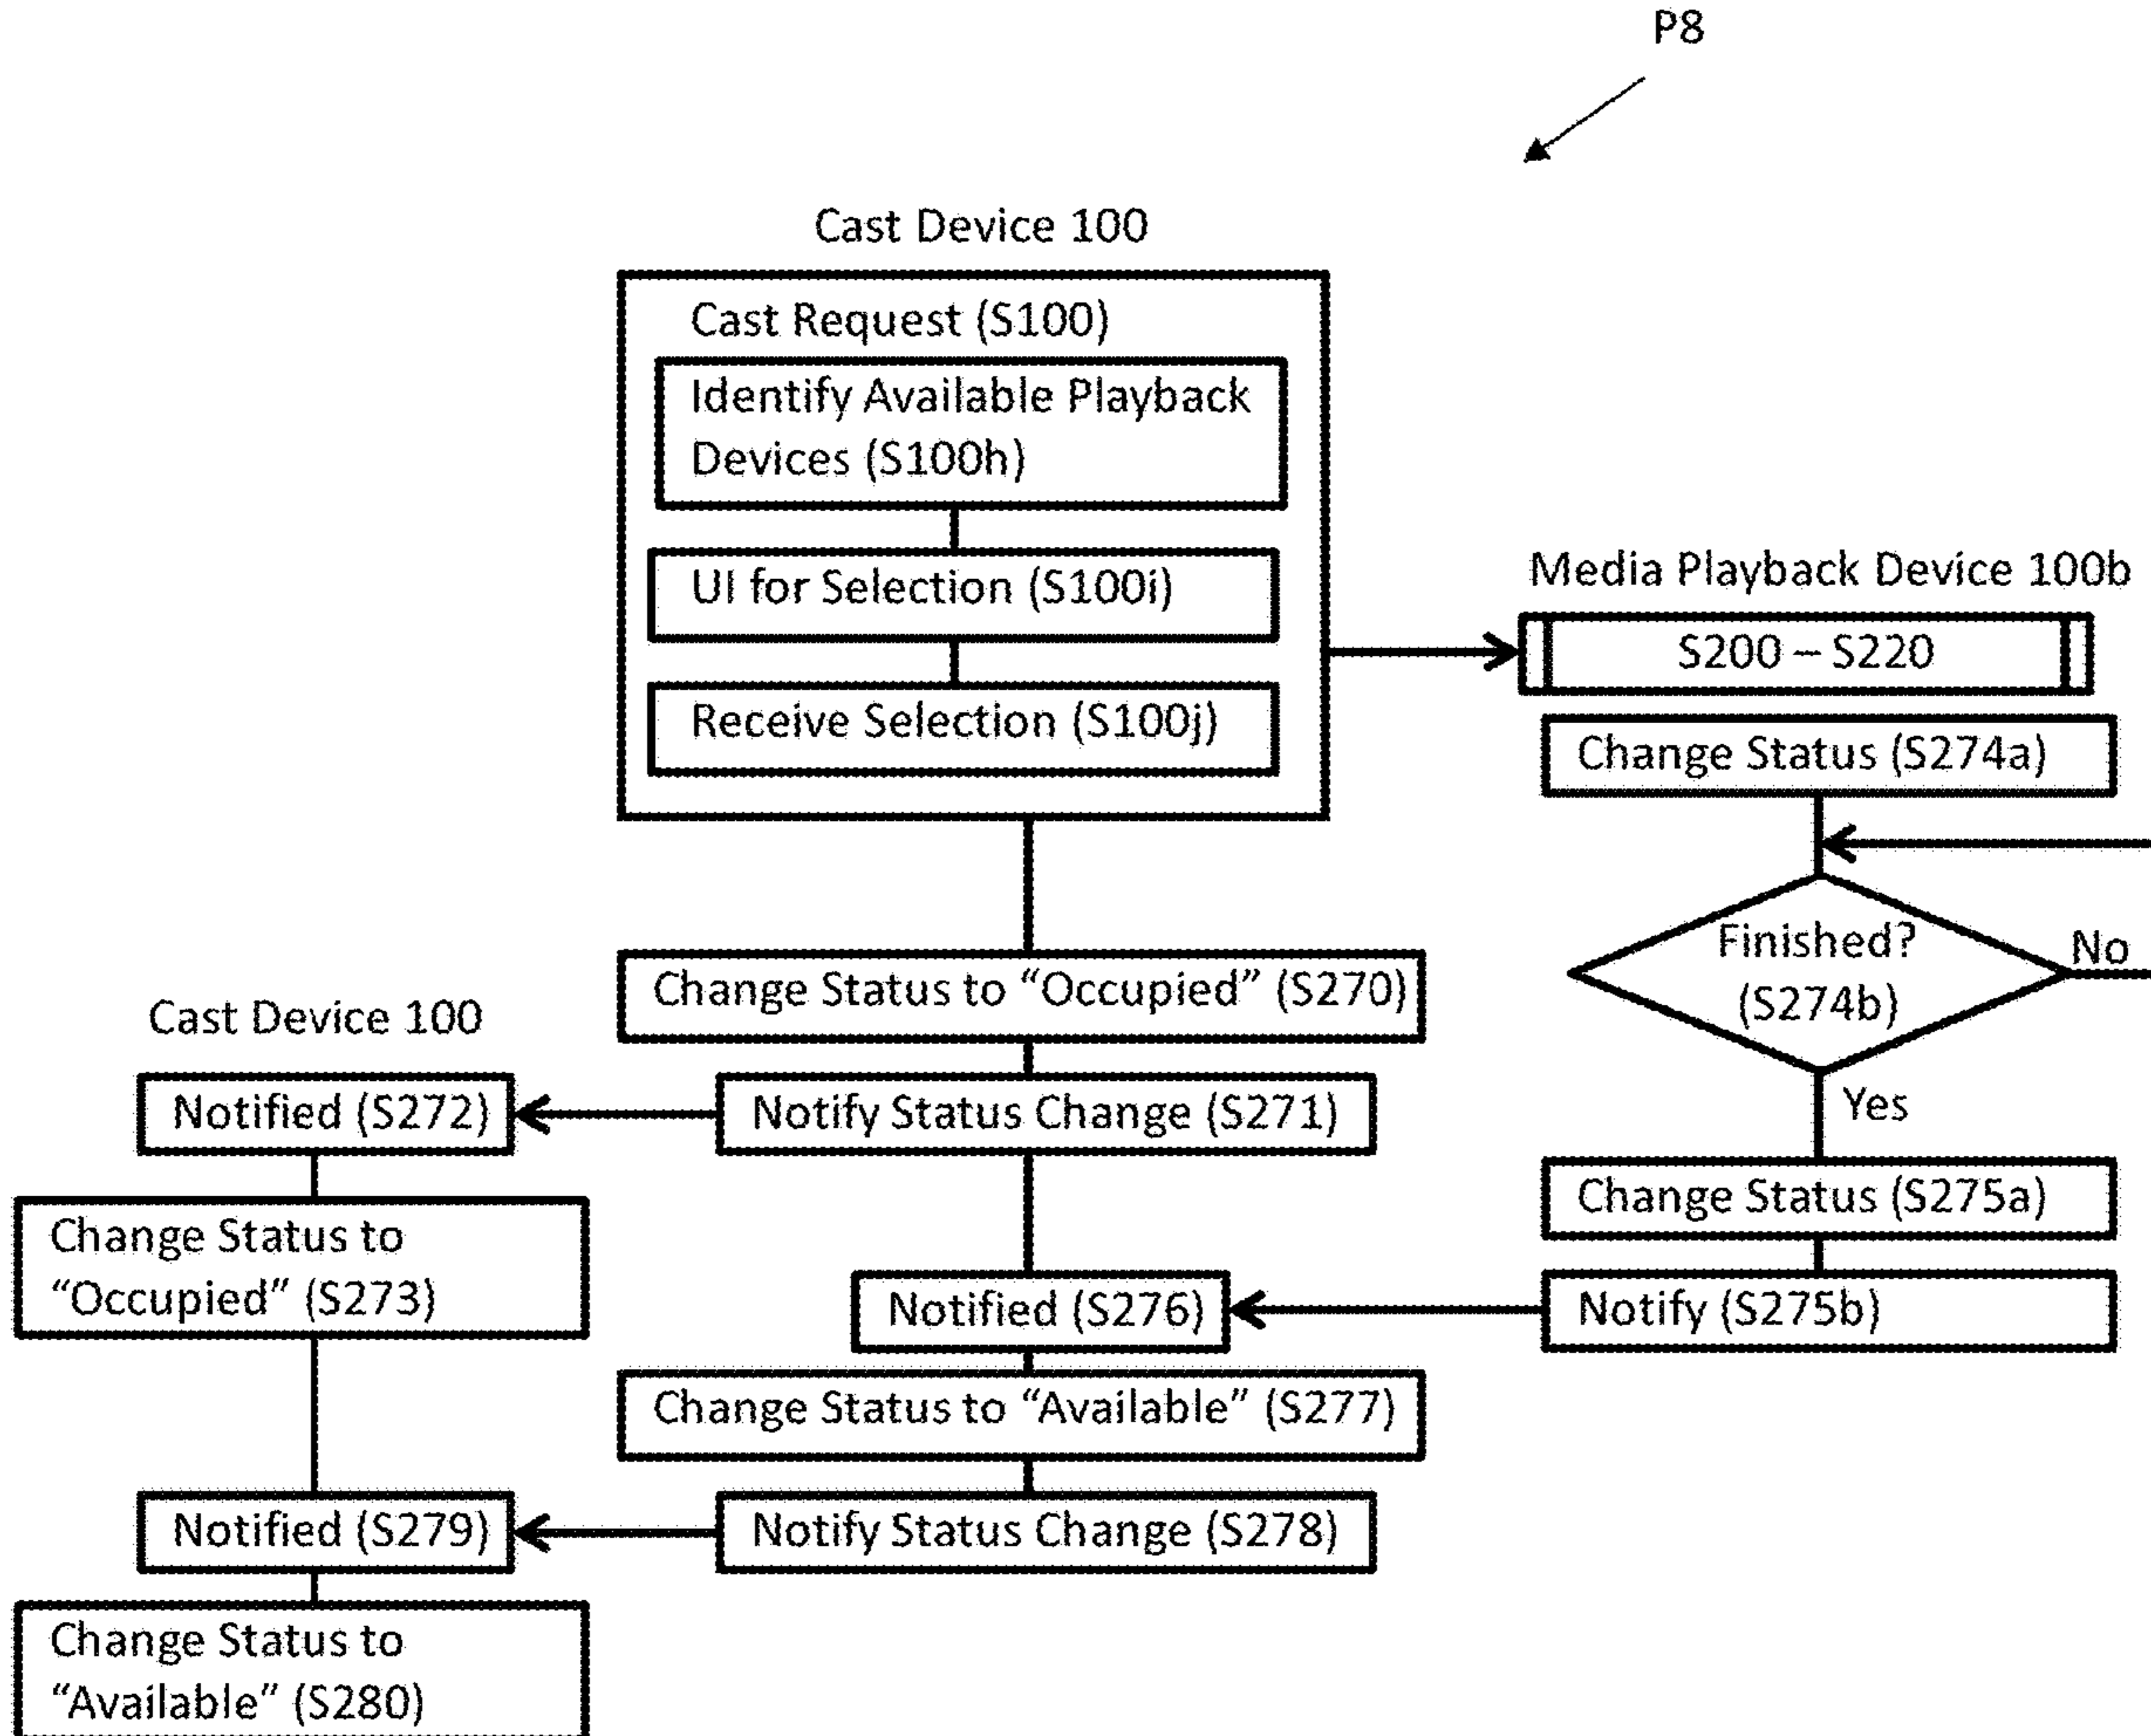 P8
Cast Device 100
Cast Request (S100)
Identify Available Playback
Devices (S100h)
UI for Selection (S100i)
Receive Selection (S100j)
Media Playback Device 100b
S200 – S220
Change Status (S274a)
Finished?
(S274b)
No
Yes
Change Status (S275a)
Notify (S275b)
Change Status to “Occupied” (S270)
Notify Status Change (S271)
Notified (S276)
Change Status to “Available” (S277)
Notify Status Change (S278)
Cast Device 100
Notified (S272)
Change Status to
“Occupied” (S273)
Notified (S279)
Change Status to
“Available” (S280)